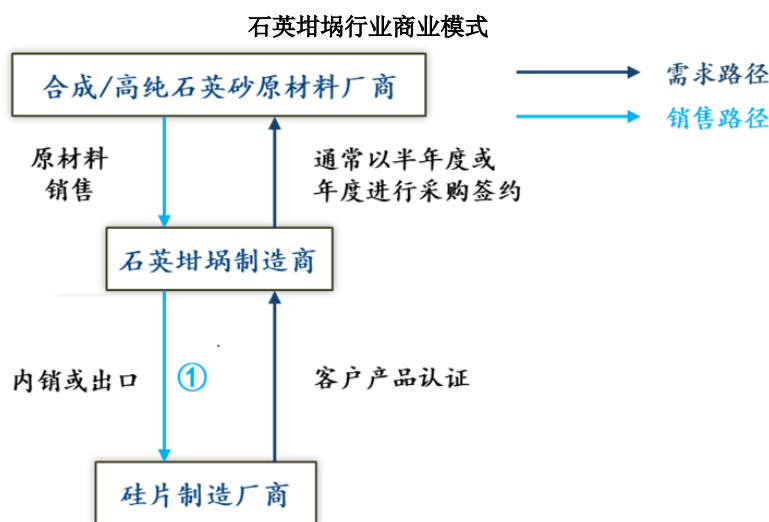 石英坩埚行业商业模式
合成/高纯石英砂原材料厂商
需求路径
销售路径
原材料
销售
通常以半年度或
年度进行采购签约
石英坩埚制造商
内销或出口
①
客户产品认证
硅片制造厂商